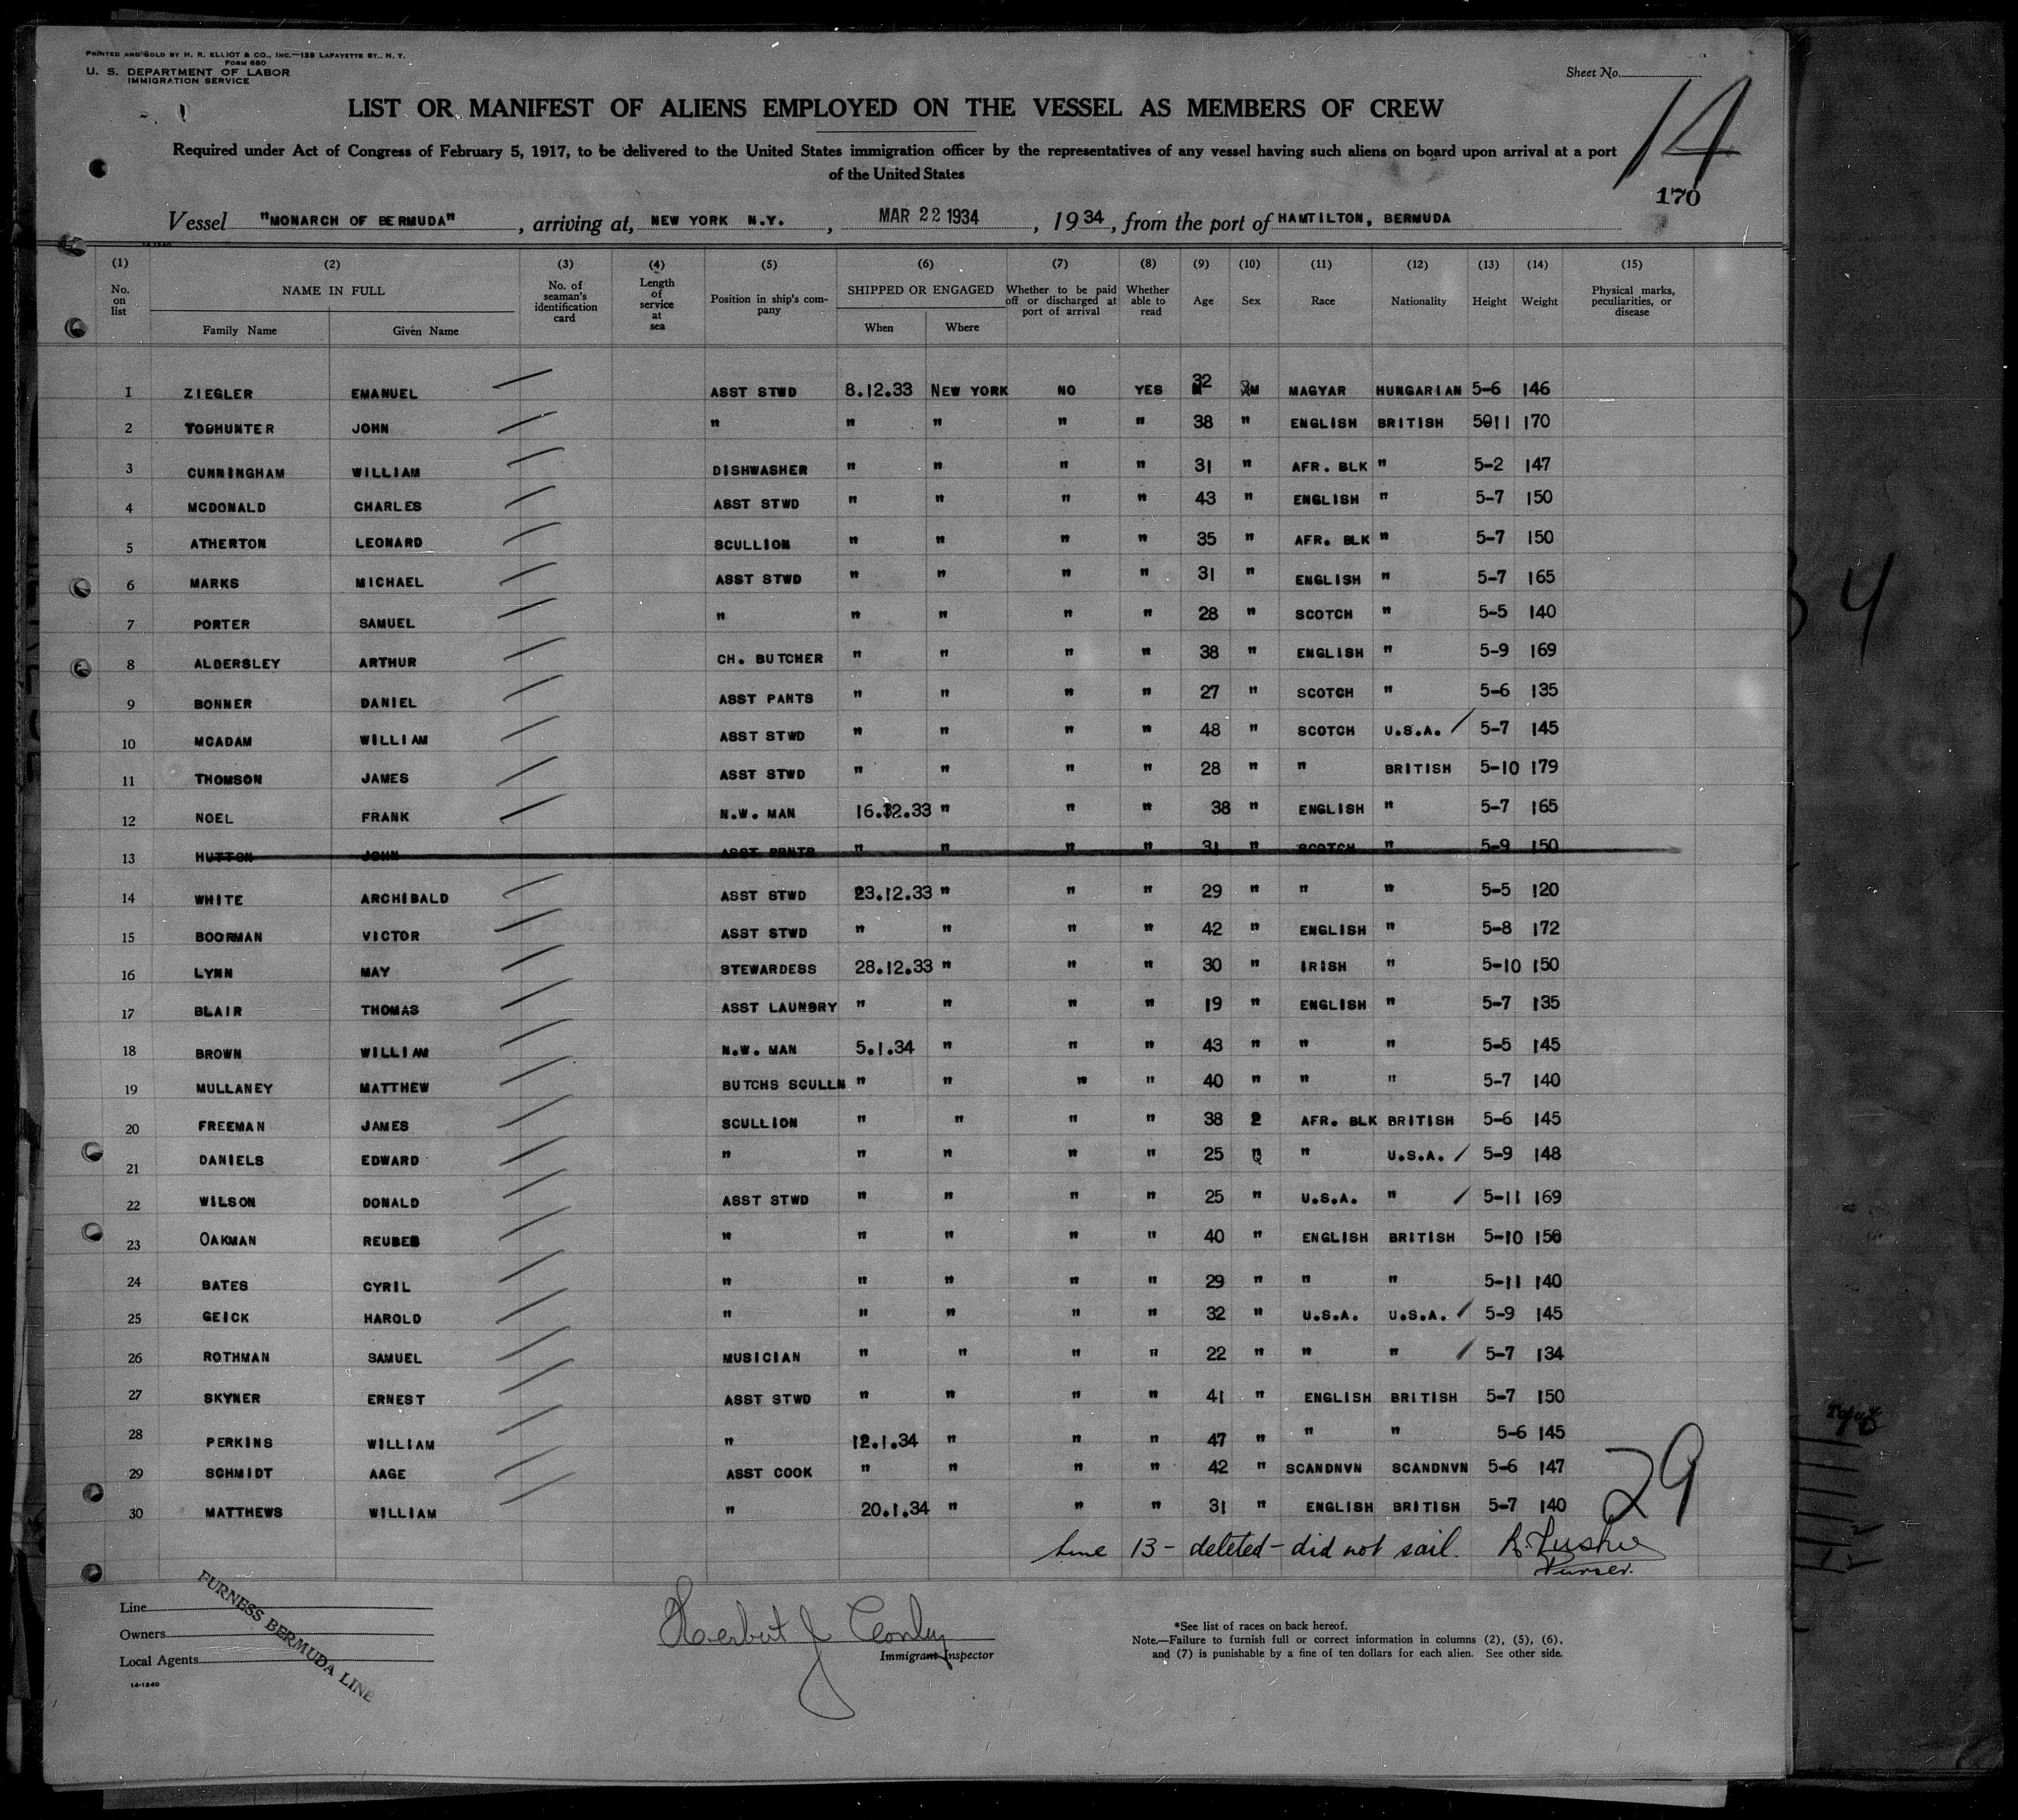 PRINTED AND SOLD BY H. R. ELLIOT & CO., INC.—129 LAFAYETTE ST., N. Y.
FORM 680
U. S. DEPARTMENT OF LABOR
IMMIGRATION SERVICE
Sheet No.
14
LIST OR MANIFEST OF ALIENS EMPLOYED ON THE VESSEL AS MEMBERS OF CREW
Required under Act of Congress of February 5, 1917, to be delivered to the United States immigration officer by the representatives of any vessel having such aliens on board upon arrival at a port
of the United States
170
Vessel "MONARCH OF BERMUDA", arriving at, NEW YORK N.Y., MAR 22 1934, 1934, from the port of HAMTILTON, BERMUDA
14-1240
(1) (2) (3) (4) (5) (6) (7) (8) (9) (10) (11) (12) (13) (14) (15)
No. on list NAME IN FULL Family Name Given Name No. of seaman's identification card Length of service at sea Position in ship's company SHIPPED OR ENGAGED When Where Whether to be paid off or discharged at port of arrival Whether able to read Age Sex Race Nationality Height Weight Physical marks, peculiarities, or disease
1 ZIEGLER EMANUEL ASST STWD 8.12.33 NEW YORK NO YES 32 M MAGYAR HUNGARIAN 5-6 146
2 TODHUNTER JOHN " " " " " 38 " ENGLISH BRITISH 5011 170
3 CUNNINGHAM WILLIAM DISHWASHER " " " " 31 " AFR. BLK " 5-2 147
4 MCDONALD CHARLES ASST STWD " " " " 43 " ENGLISH " 5-7 150
5 ATHERTON LEONARD SCULLION " " " " 35 " AFR. BLK " 5-7 150
6 MARKS MICHAEL ASST STWD " " " " 31 " ENGLISH " 5-7 165
7 PORTER SAMUEL " " " " " 28 " SCOTCH " 5-5 140
8 ALDERSLEY ARTHUR CH. BUTCHER " " " " 38 " ENGLISH " 5-9 169
9 BONNER DANIEL ASST PANTS " " " " 27 " SCOTCH " 5-6 135
10 MCADAM WILLIAM ASST STWD " " " " 48 " SCOTCH U.S.A. 5-7 145
11 THOMSON JAMES ASST STWD " " " " 28 " " BRITISH 5-10 179
12 NOEL FRANK N.W. MAN 16.12.33 " " " 38 " ENGLISH " 5-7 165
13 HUTTON JOHN ASST PANTS " " " " 31 " SCOTCH " 5-9 150
14 WHITE ARCHIBALD ASST STWD 23.12.33 " " " 29 " " " 5-5 120
15 BOORMAN VICTOR ASST STWD " " " " 42 " ENGLISH " 5-8 172
16 LYNN MAY STEWARDESS 28.12.33 " " " 30 " IRISH " 5-10 150
17 BLAIR THOMAS ASST LAUNDRY " " " " 19 " ENGLISH " 5-7 135
18 BROWN WILLIAM N.W. MAN 5.1.34 " " " 43 " " " 5-5 145
19 MULLANEY MATTHEW BUTCHS SCULLN " " " " 40 " " " 5-7 140
20 FREEMAN JAMES SCULLION " " " " 38 2 AFR. BLK BRITISH 5-6 145
21 DANIELS EDWARD " " " " " 25 " " U.S.A. 5-9 148
22 WILSON DONALD ASST STWD " " " " 25 " U.S.A. " 5-11 169
23 OAKMAN REUBEN " " " " " 40 " ENGLISH BRITISH 5-10 150
24 BATES CYRIL " " " " " 29 " " " 5-11 140
25 GEICK HAROLD " " " " " 32 " U.S.A. U.S.A. 5-9 145
26 ROTHMAN SAMUEL MUSICIAN " " " " 22 " " " 5-7 134
27 SKYNER ERNEST ASST STWD " " " " 41 " ENGLISH BRITISH 5-7 150
28 PERKINS WILLIAM " 12.1.34 " " " 47 " " " 5-6 145
29 SCHMIDT AAGE ASST COOK " " " " 42 " SCANDNVN SCANDNVN 5-6 147
30 MATTHEWS WILLIAM " 20.1.34 " " " 31 " ENGLISH BRITISH 5-7 140
29
Line 13 - deleted - did not sail.
Purser.
Line
Owners
Local Agents
FURNESS BERMUDA LINE
14-1240
Herbert J Conley
Immigrant Inspector
*See list of races on back hereof.
Note.—Failure to furnish full or correct information in columns (2), (5), (6),
and (7) is punishable by a fine of ten dollars for each alien. See other side.